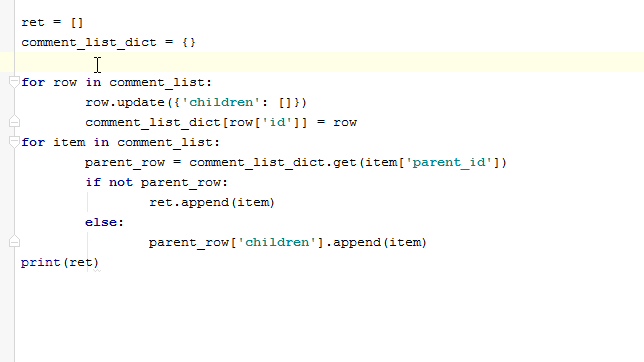 ret = []
comment_list_dict = {}
for row in comment_list:
        row.update({'children': []})
        comment_list_dict[row['id']] = row
for item in comment_list:
        parent_row = comment_list_dict.get(item['parent_id'])
        if not parent_row:
                ret.append(item)
        else:
                parent_row['children'].append(item)
print(ret)